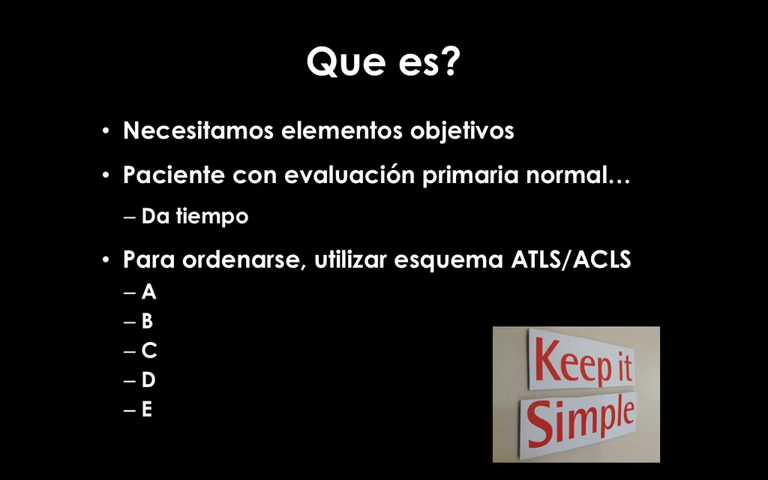 Que es?
• Necesitamos elementos objetivos
• Paciente con evaluación primaria normal…
– Da tiempo
• Para ordenarse, utilizar esquema ATLS/ACLS
– A
– B
– C
– D
– E
Keep it
Simple